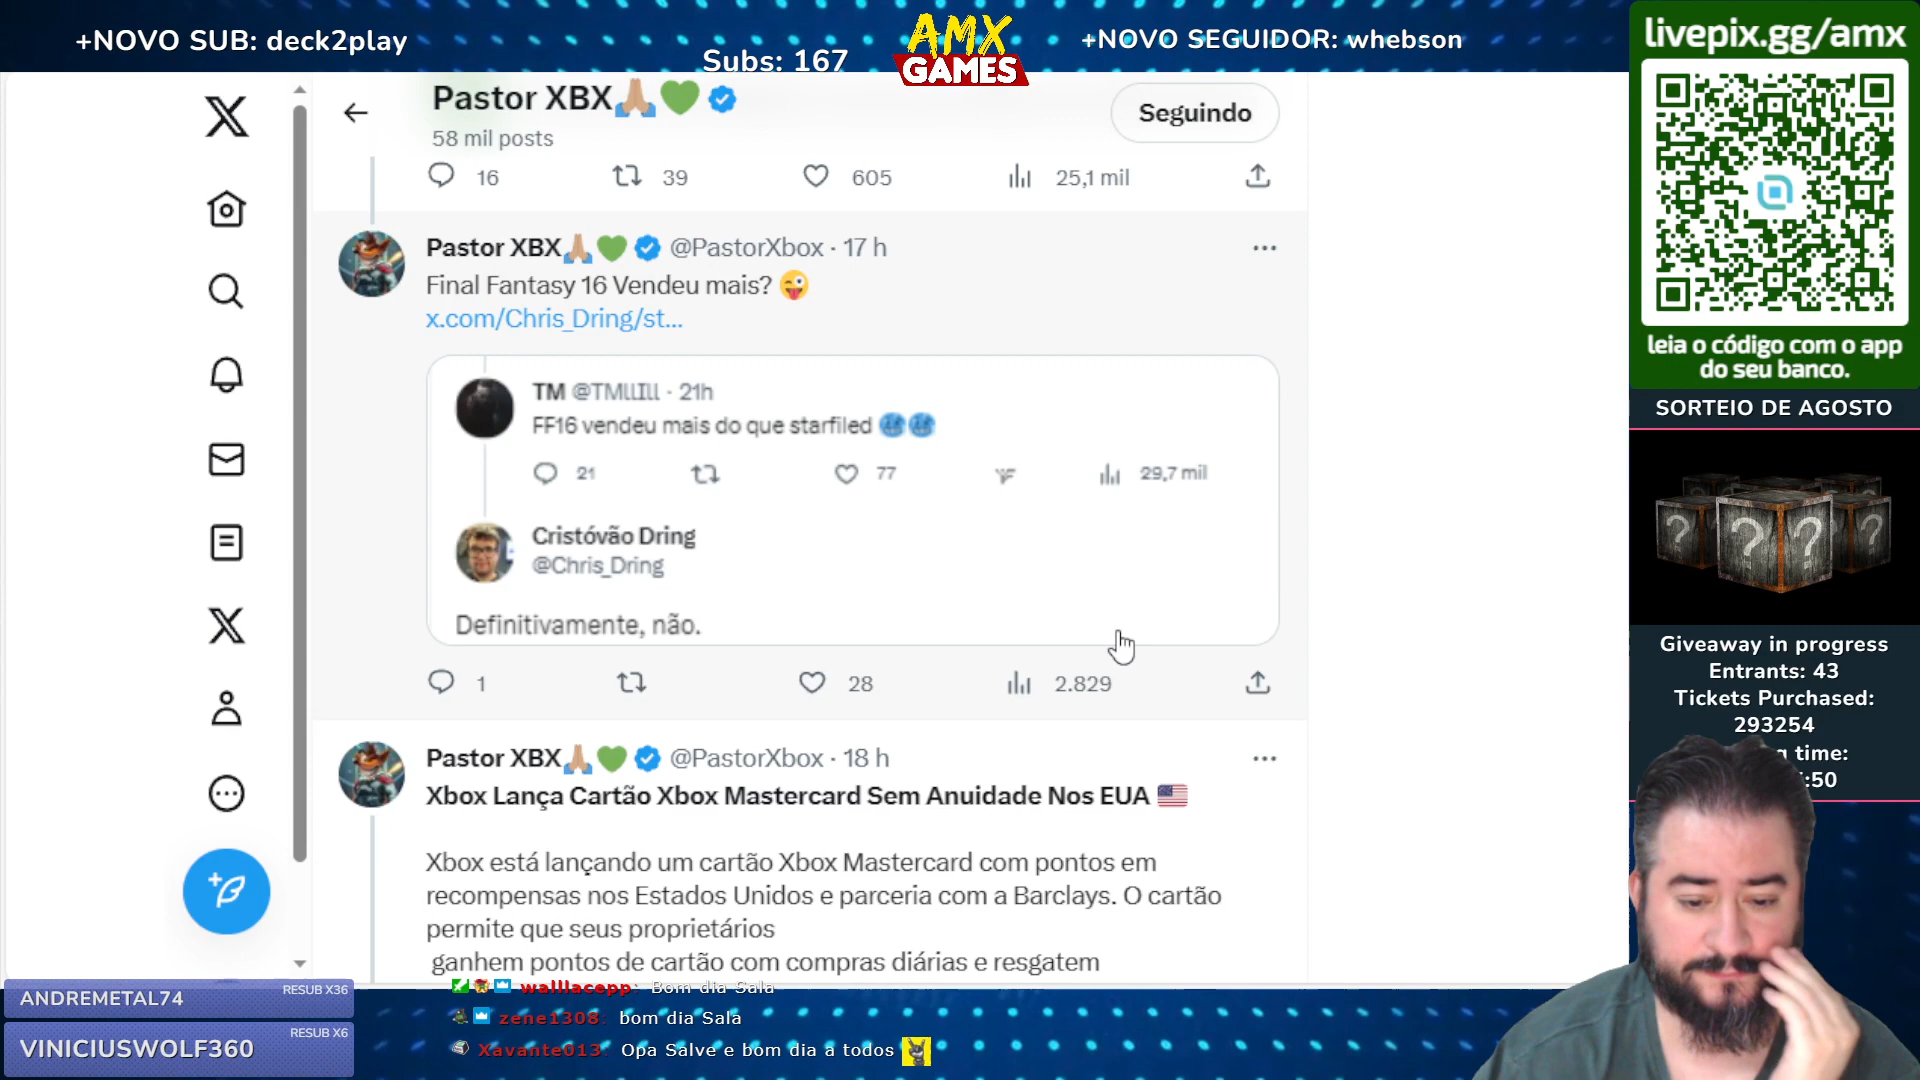 +NOVO SUB: deck2play
Subs: 167
AMX
GAMES
+NOVO SEGUIDOR: whebson
livepix.gg/amx
leia o código com o app
do seu banco.
SORTEIO DE AGOSTO
Giveaway in progress
Entrants: 43
Tickets Purchased:
293254
time:
:50
Pastor XBX
58 mil posts
Seguindo
16 39 605 25,1 mil
Pastor XBX @PastorXbox · 17 h
Final Fantasy 16 Vendeu mais?
x.com/Chris_Dring/st...
TM @TMlIIll · 21h
FF16 vendeu mais do que starfiled
21 77 29,7 mil
Cristóvão Dring
@Chris_Dring
Definitivamente, não.
1 28 2.829
Pastor XBX @PastorXbox · 18 h
Xbox Lança Cartão Xbox Mastercard Sem Anuidade Nos EUA
Xbox está lançando um cartão Xbox Mastercard com pontos em
recompensas nos Estados Unidos e parceria com a Barclays. O cartão
permite que seus proprietários
ganhem pontos de cartão com compras diárias e resgatem
ANDREMETAL74 RESUB X36
VINICIUSWOLF360 RESUB X6
walllacepp: Bom dia Sala
zene1308: bom dia Sala
Xavante013: Opa Salve e bom dia a todos